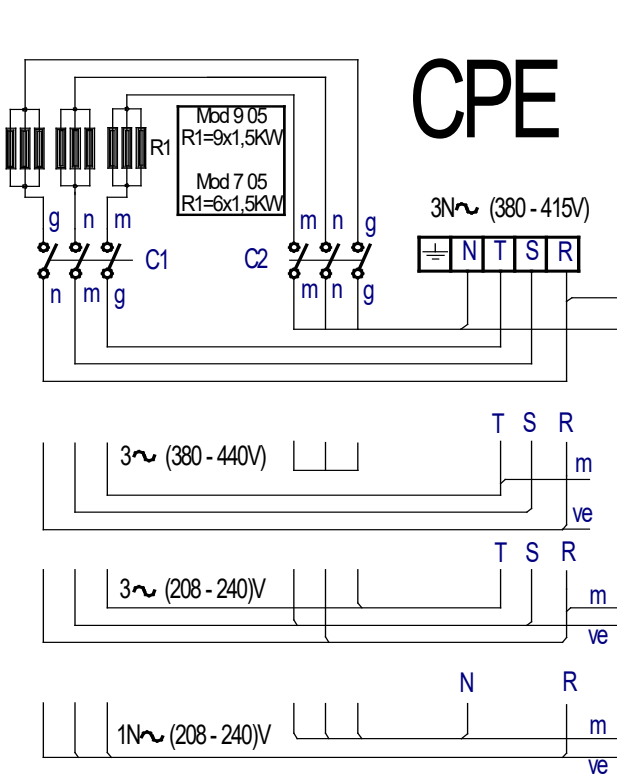 CPE
Mod 9 05
R1=9x1,5KW
Mod 7 05
R1=6x1,5KW
R1
3N~ (380 - 415V)
g n m
m n g
C1
C2
N T S R
n m g
m n g
T S R
3~ (380 - 440V)
m
ve
T S R
3~ (208 - 240)V
m
ve
N R
1N~ (208 - 240)V
m
ve